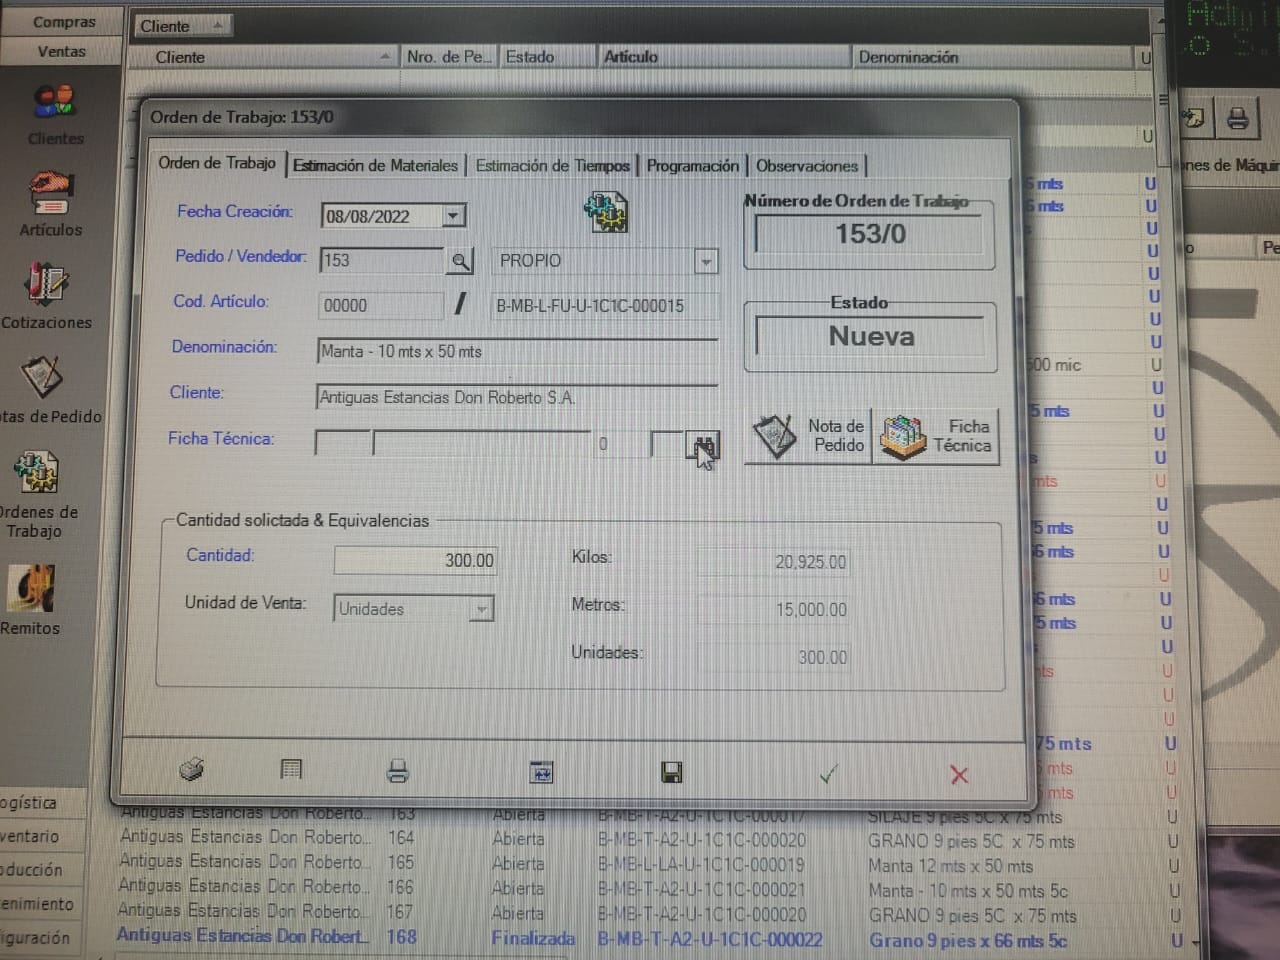 Compras
Ventas
Clientes
Artículos
Cotizaciones
tas de Pedido
Ordenes de
Trabajo
Remitos
ogística
ventario
oducción
enimiento
iguración
Cliente
Cliente Nro. de Pe... Estado Artículo Denominación U
Orden de Trabajo: 153/0
Orden de Trabajo Estimación de Materiales Estimación de Tiempos Programación Observaciones
Fecha Creación: 08/08/2022
Número de Orden de Trabajo
153/0
Pedido / Vendedor: 153 PROPIO
Cod. Artículo: 00000 / B-MB-L-FU-U-1C1C-000015
Estado
Nueva
Denominación: Manta - 10 mts x 50 mts
Cliente: Antiguas Estancias Don Roberto S.A.
Ficha Técnica: 0
Nota de
Pedido
Ficha
Técnica
Cantidad solictada & Equivalencias
Cantidad: 300.00 Kilos: 20,925.00
Unidad de Venta: Unidades Metros: 15,000.00
Unidades: 300.00
U
5 mts U
5 mts U
U
U
U
U
U
U
500 mic U
U
5 mts U
U
s U
mts U
U
5 mts U
6 mts U
U
66 mts U
75 mts U
U
mts U
U
U
75 mts U
5 mts U
5 mts U
Antiguas Estancias Don Roberto... 163 Abierta B-MB-T-A2-U-1C1C-000017 SILAJE 9 pies 5C x 75 mts U
Antiguas Estancias Don Roberto... 164 Abierta B-MB-T-A2-U-1C1C-000020 GRANO 9 pies 5C x 75 mts U
Antiguas Estancias Don Roberto... 165 Abierta B-MB-L-LA-U-1C1C-000019 Manta 12 mts x 50 mts U
Antiguas Estancias Don Roberto... 166 Abierta B-MB-T-A2-U-1C1C-000021 Manta - 10 mts x 50 mts 5c U
Antiguas Estancias Don Roberto... 167 Abierta B-MB-T-A2-U-1C1C-000020 GRANO 9 pies 5C x 75 mts U
Antiguas Estancias Don Robert... 168 Finalizada B-MB-T-A2-U-1C1C-000022 Grano 9 pies x 66 mts 5c U
Admi
o S.
nes de Máquin
o Pe